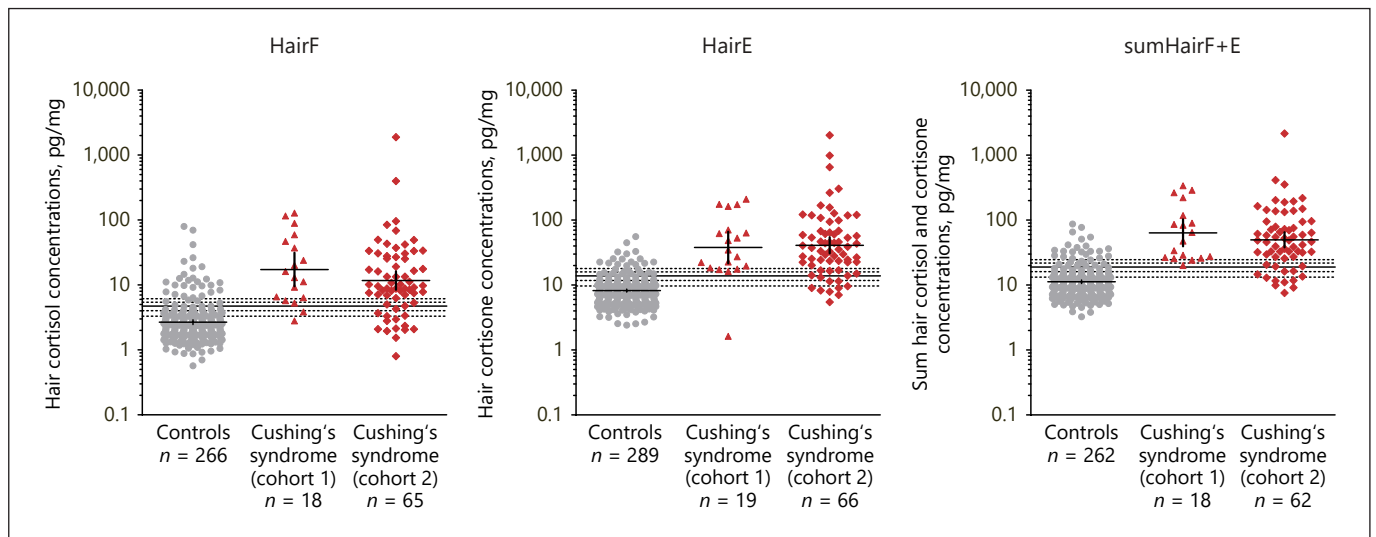 HairF
Hair cortisol concentrations, pg/mg
10,000
1,000
100
10
1
0.1
Controls
n = 266
Cushing‘s
syndrome
(cohort 1)
n = 18
Cushing‘s
syndrome
(cohort 2)
n = 65
HairE
Hair cortisone concentrations, pg/mg
10,000
1,000
100
10
1
0.1
Controls
n = 289
Cushing‘s
syndrome
(cohort 1)
n = 19
Cushing‘s
syndrome
(cohort 2)
n = 66
sumHairF+E
Sum hair cortisol and cortisone
concentrations, pg/mg
10,000
1,000
100
10
1
0.1
Controls
n = 262
Cushing‘s
syndrome
(cohort 1)
n = 18
Cushing‘s
syndrome
(cohort 2)
n = 62